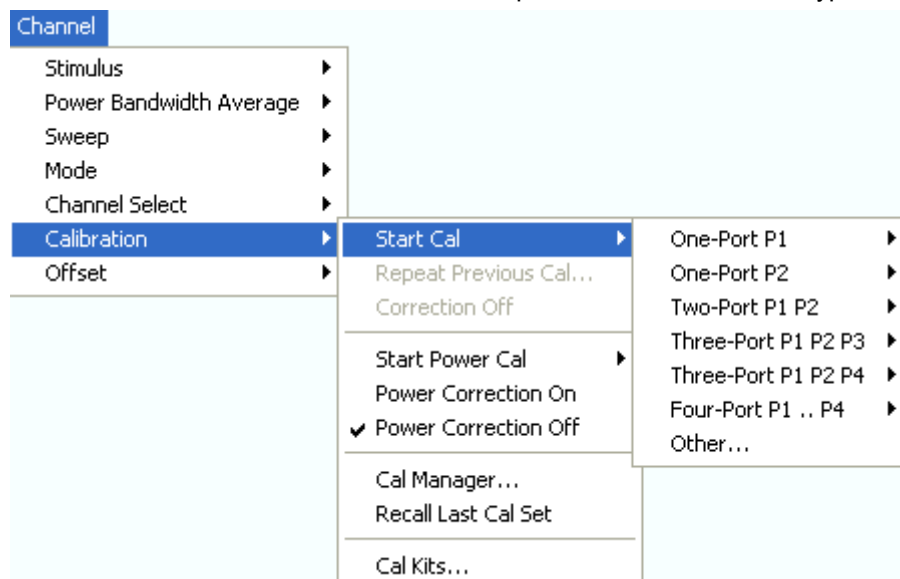 Channel
Stimulus
Power Bandwidth Average
Sweep
Mode
Channel Select
Calibration
Offset
Start Cal
Repeat Previous Cal...
Correction Off
Start Power Cal
Power Correction On
Power Correction Off
Cal Manager...
Recall Last Cal Set
Cal Kits...
One-Port P1
One-Port P2
Two-Port P1 P2
Three-Port P1 P2 P3
Three-Port P1 P2 P4
Four-Port P1 .. P4
Other...